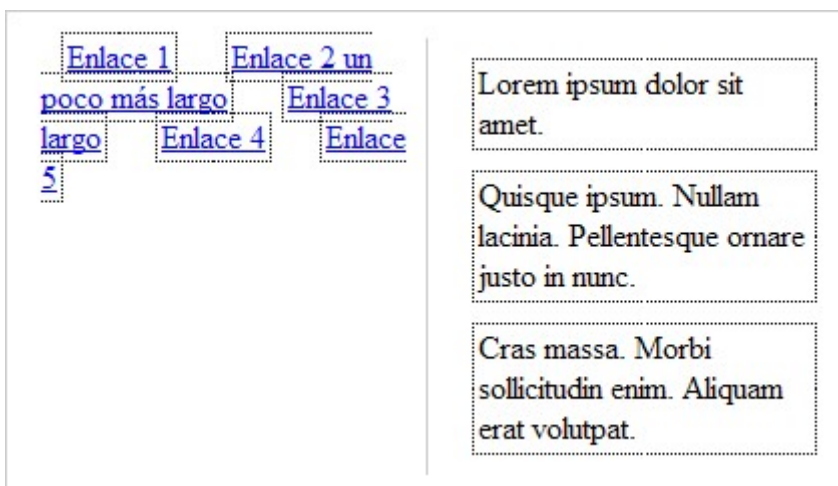 Enlace 1 Enlace 2 un
poco más largo Enlace 3
largo Enlace 4 Enlace
5
Lorem ipsum dolor sit
amet.
Quisque ipsum. Nullam
lacinia. Pellentesque ornare
justo in nunc.
Cras massa. Morbi
sollicitudin enim. Aliquam
erat volutpat.